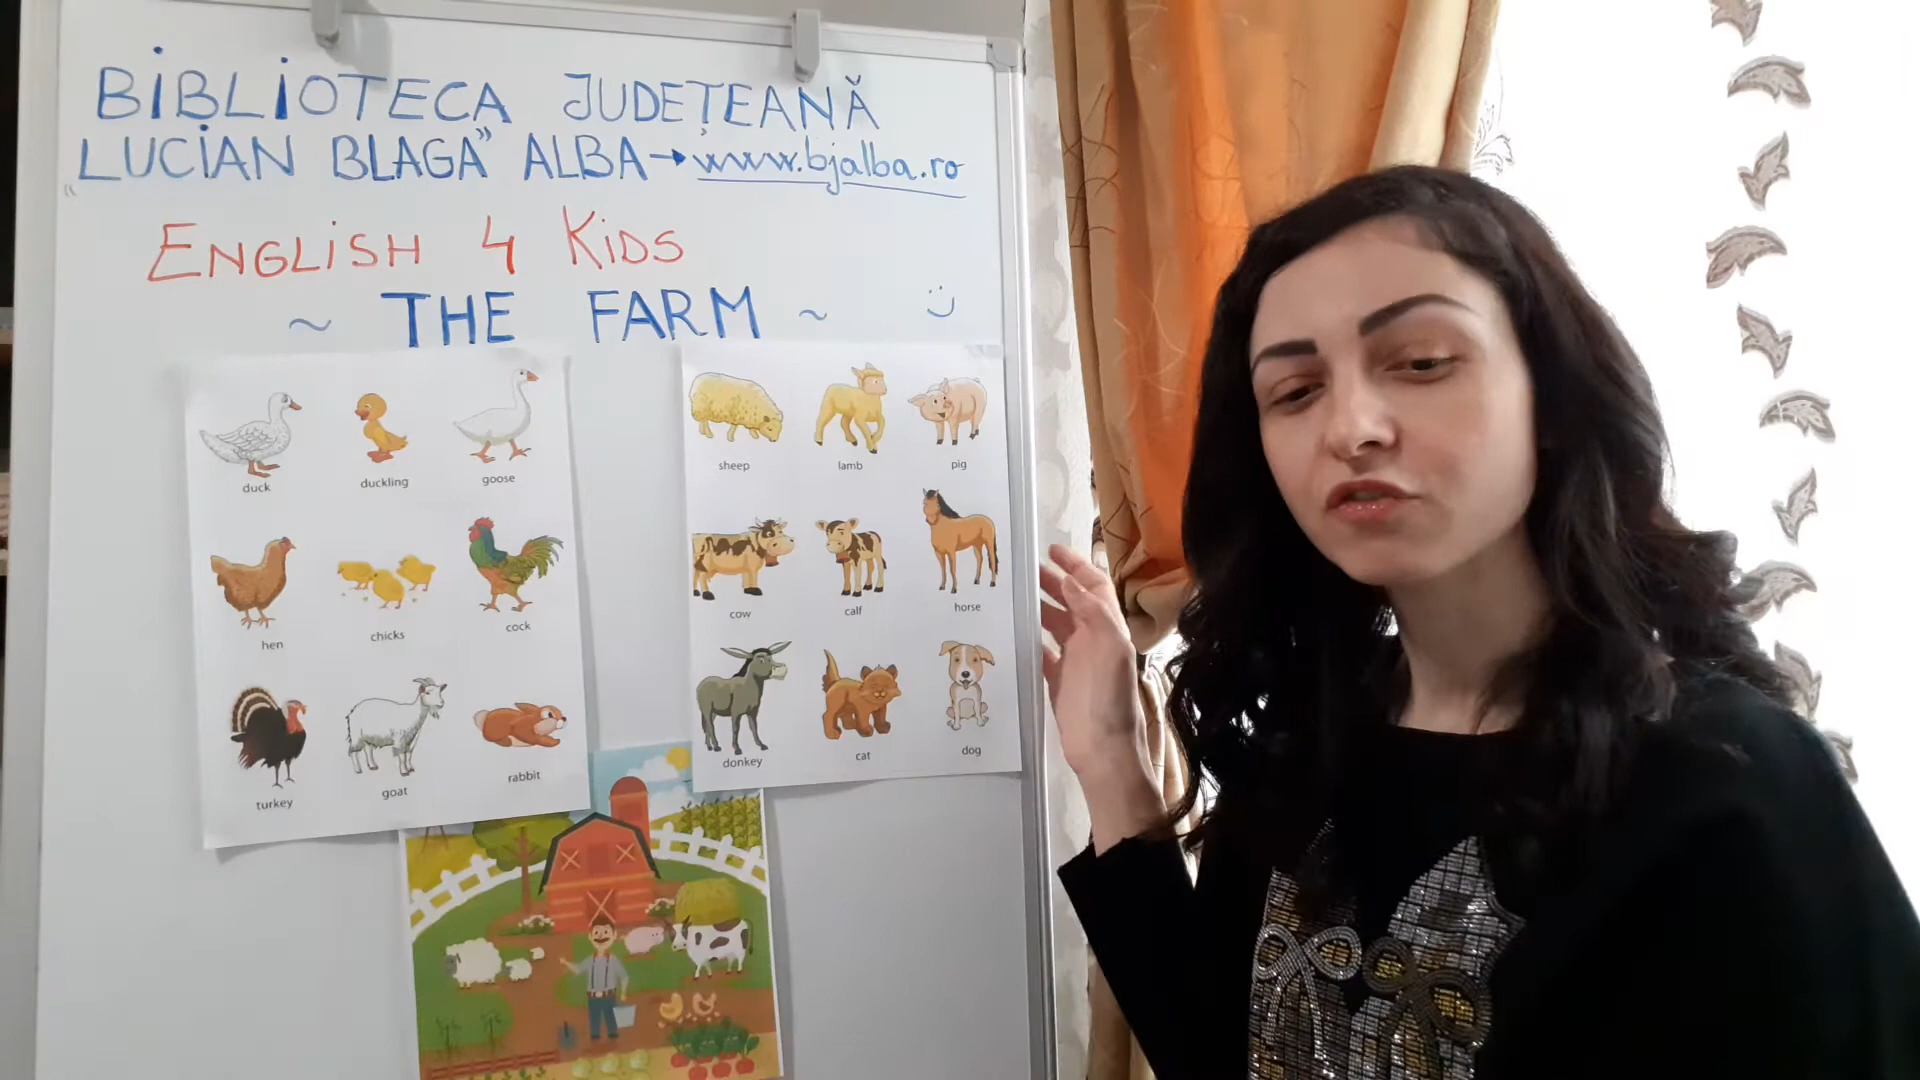 BIBLIOTECA JUDEȚEANĂ
„LUCIAN BLAGA” ALBA→www.bjalba.ro
ENGLISH 4 KIDS
~ THE FARM ~
duck duckling goose
hen chicks cock
turkey goat rabbit
sheep lamb pig
cow calf horse
donkey cat dog